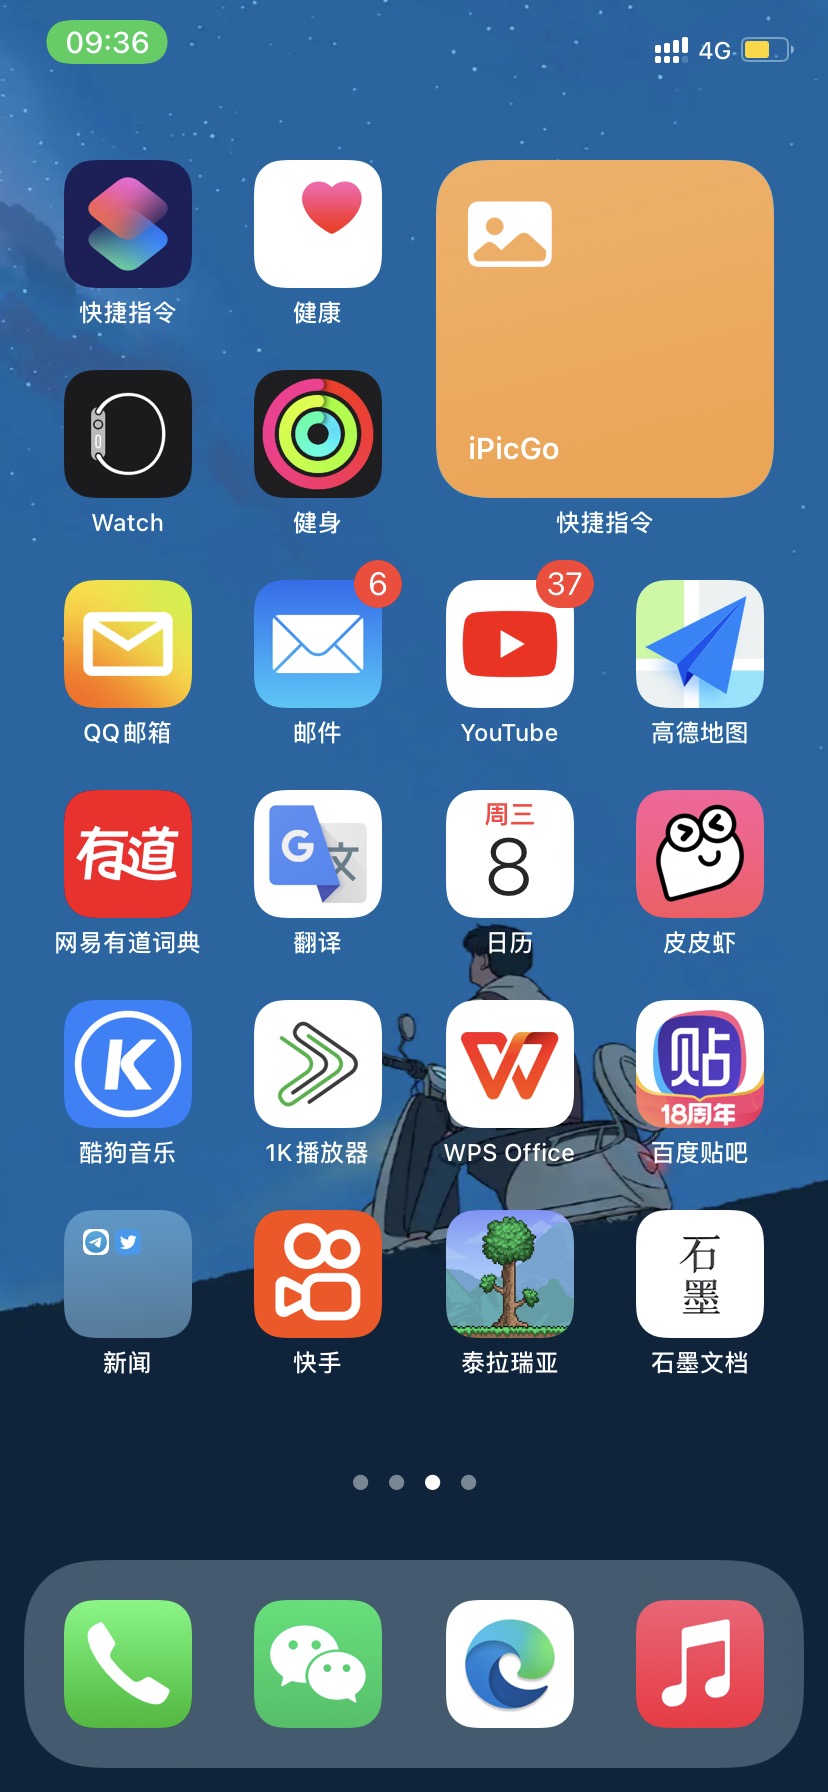 09:36
4G
快捷指令
健康
iPicGo
Watch
健身
快捷指令
6
37
QQ邮箱
邮件
YouTube
高德地图
有道
G 文
周三
8
网易有道词典
翻译
日历
皮皮虾
K
贴
18周年
酷狗音乐
1K播放器
WPS Office
百度贴吧
石墨
新闻
快手
泰拉瑞亚
石墨文档